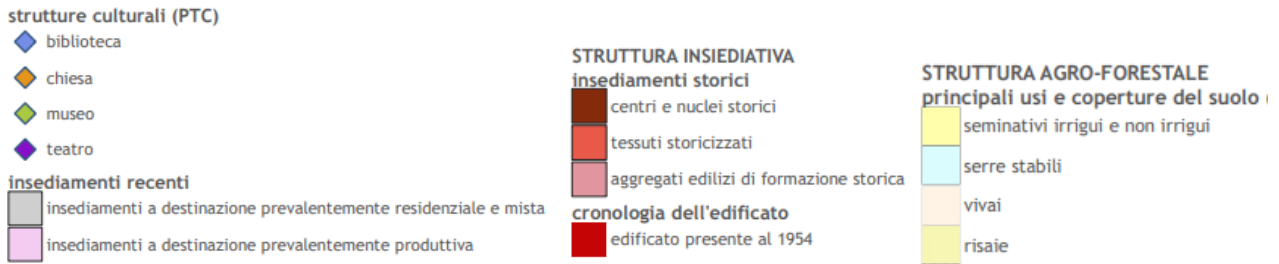 strutture culturali (PTC)
biblioteca
chiesa
museo
teatro
insediamenti recenti
insediamenti a destinazione prevalentemente residenziale e mista
insediamenti a destinazione prevalentemente produttiva
STRUTTURA INSIEDIATIVA
insediamenti storici
centri e nuclei storici
tessuti storicizzati
aggregati edilizi di formazione storica
cronologia dell'edificato
edificato presente al 1954
STRUTTURA AGRO-FORESTALE
principali usi e coperture del suolo (
seminativi irrigui e non irrigui
serre stabili
vivai
risaie